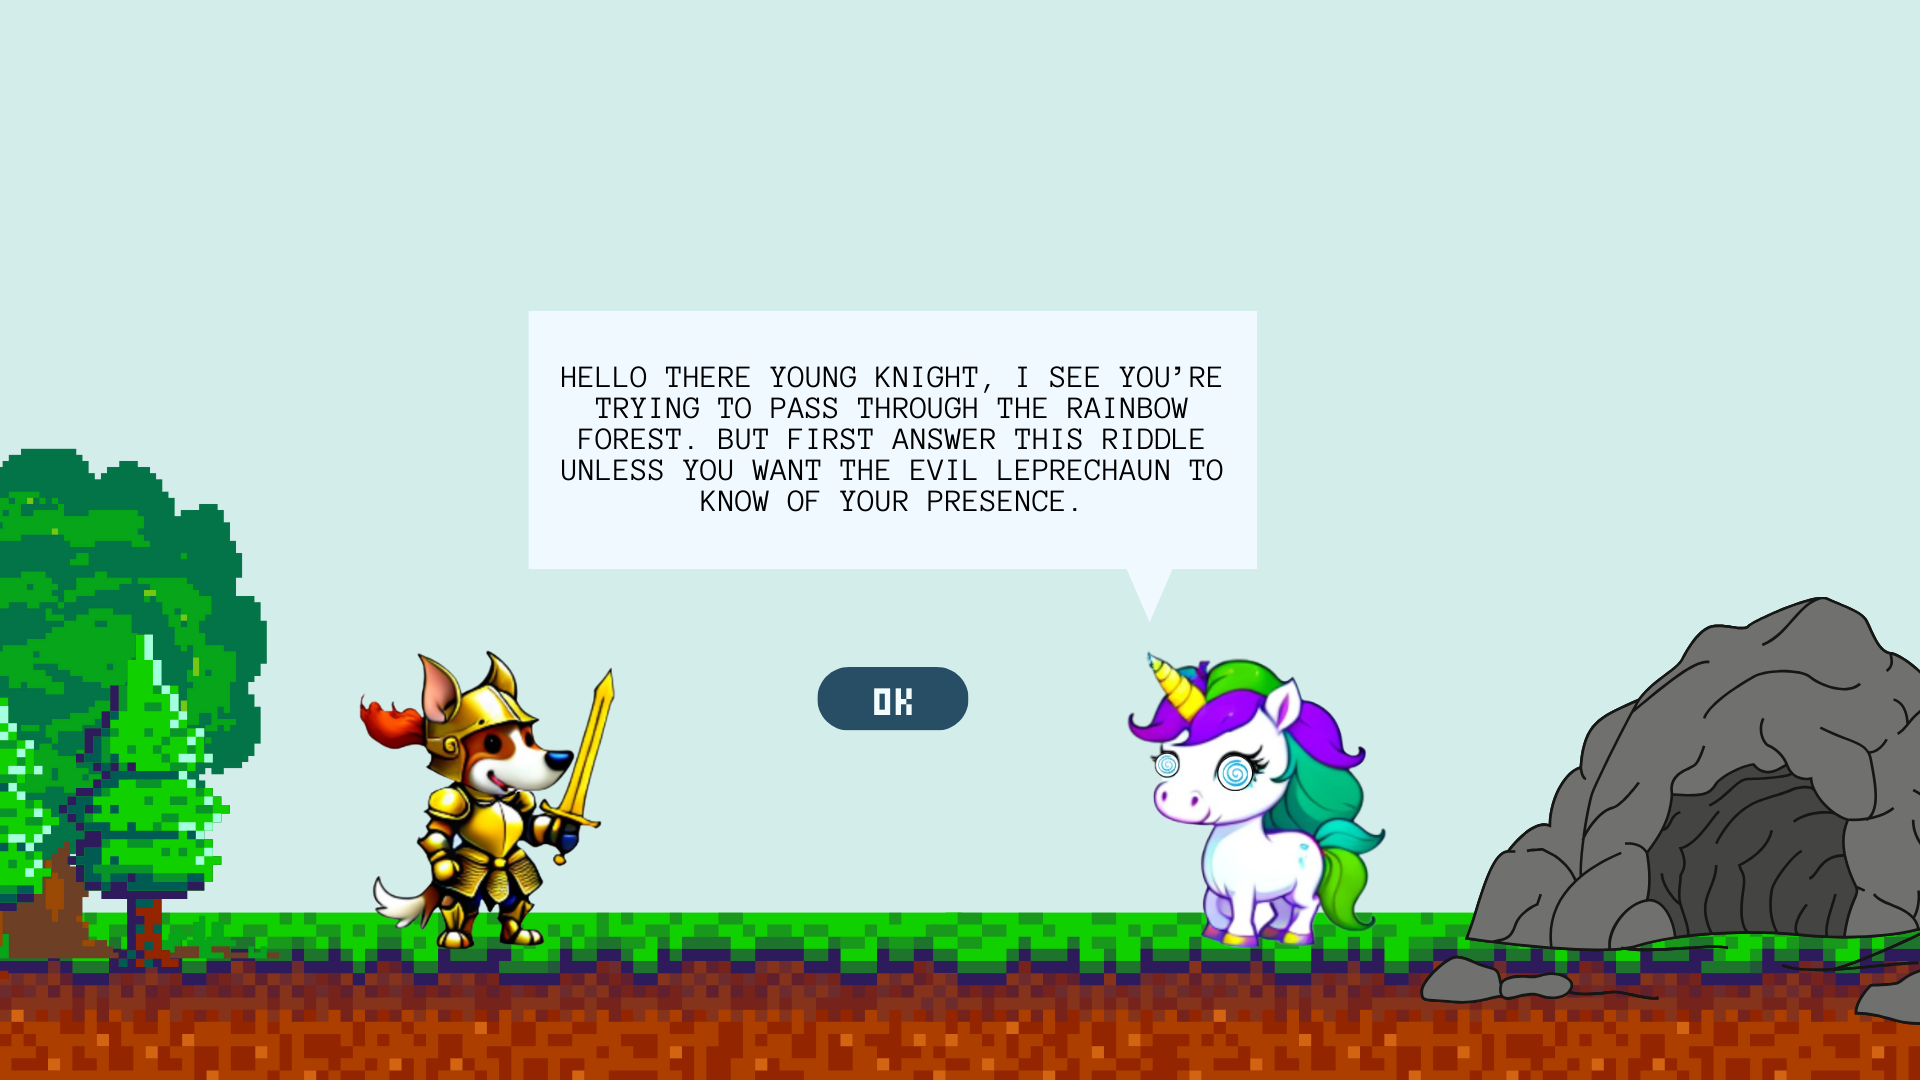 HELLO THERE YOUNG KNIGHT, I SEE YOU’RE
TRYING TO PASS THROUGH THE RAINBOW
FOREST. BUT FIRST ANSWER THIS RIDDLE
UNLESS YOU WANT THE EVIL LEPRECHAUN TO
KNOW OF YOUR PRESENCE.
OK